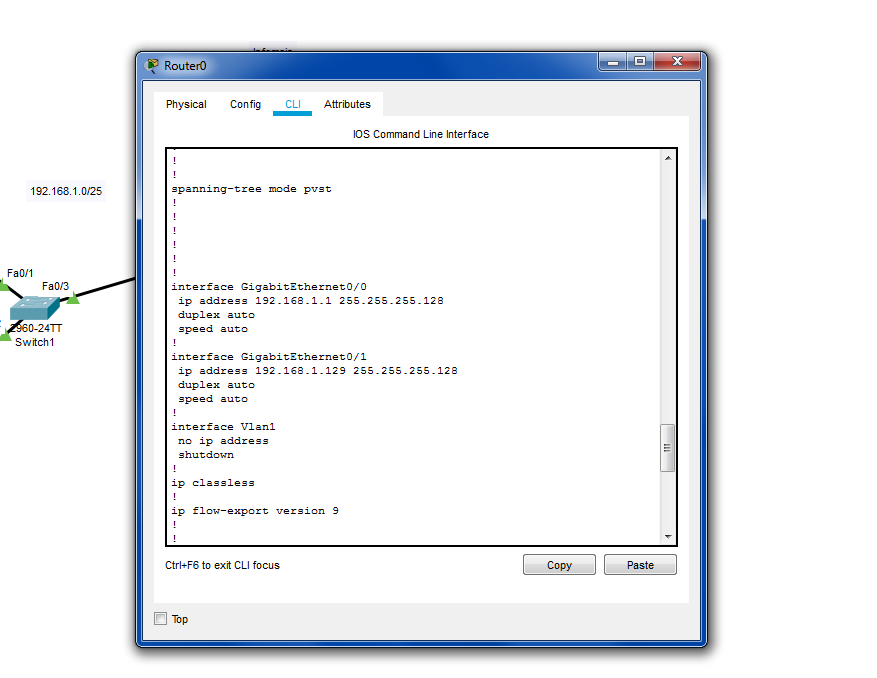 Router0
Physical Config CLI Attributes
IOS Command Line Interface
!
!
!
spanning-tree mode pvst
!
!
!
!
!
!
interface GigabitEthernet0/0
 ip address 192.168.1.1 255.255.255.128
 duplex auto
 speed auto
!
interface GigabitEthernet0/1
 ip address 192.168.1.129 255.255.255.128
 duplex auto
 speed auto
!
interface Vlan1
 no ip address
 shutdown
!
ip classless
!
ip flow-export version 9
!
!
Ctrl+F6 to exit CLI focus
Copy Paste
Top
192.168.1.0/25
Fa0/1
Fa0/3
2960-24TT
Switch1